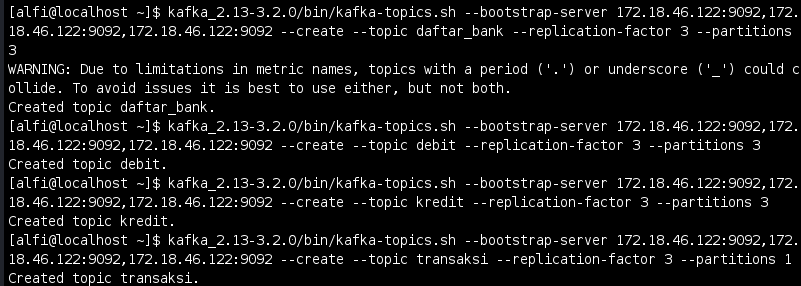 [alfi@localhost ~]$ kafka_2.13-3.2.0/bin/kafka-topics.sh --bootstrap-server 172.18.46.122:9092,172.
18.46.122:9092,172.18.46.122:9092 --create --topic daftar_bank --replication-factor 3 --partitions
3
WARNING: Due to limitations in metric names, topics with a period ('.') or underscore ('_') could c
ollide. To avoid issues it is best to use either, but not both.
Created topic daftar_bank.
[alfi@localhost ~]$ kafka_2.13-3.2.0/bin/kafka-topics.sh --bootstrap-server 172.18.46.122:9092,172.
18.46.122:9092,172.18.46.122:9092 --create --topic debit --replication-factor 3 --partitions 3
Created topic debit.
[alfi@localhost ~]$ kafka_2.13-3.2.0/bin/kafka-topics.sh --bootstrap-server 172.18.46.122:9092,172.
18.46.122:9092,172.18.46.122:9092 --create --topic kredit --replication-factor 3 --partitions 3
Created topic kredit.
[alfi@localhost ~]$ kafka_2.13-3.2.0/bin/kafka-topics.sh --bootstrap-server 172.18.46.122:9092,172.
18.46.122:9092,172.18.46.122:9092 --create --topic transaksi --replication-factor 3 --partitions 1
Created topic transaksi.